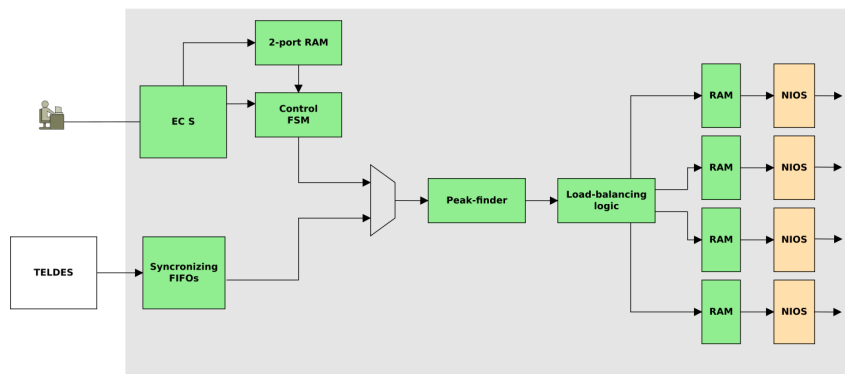 2-port RAM
EC S
Control
FSM
TELDES
Syncronizing
FIFOs
Peak-finder
Load-balancing
logic
RAM
NIOS
RAM
NIOS
RAM
NIOS
RAM
NIOS